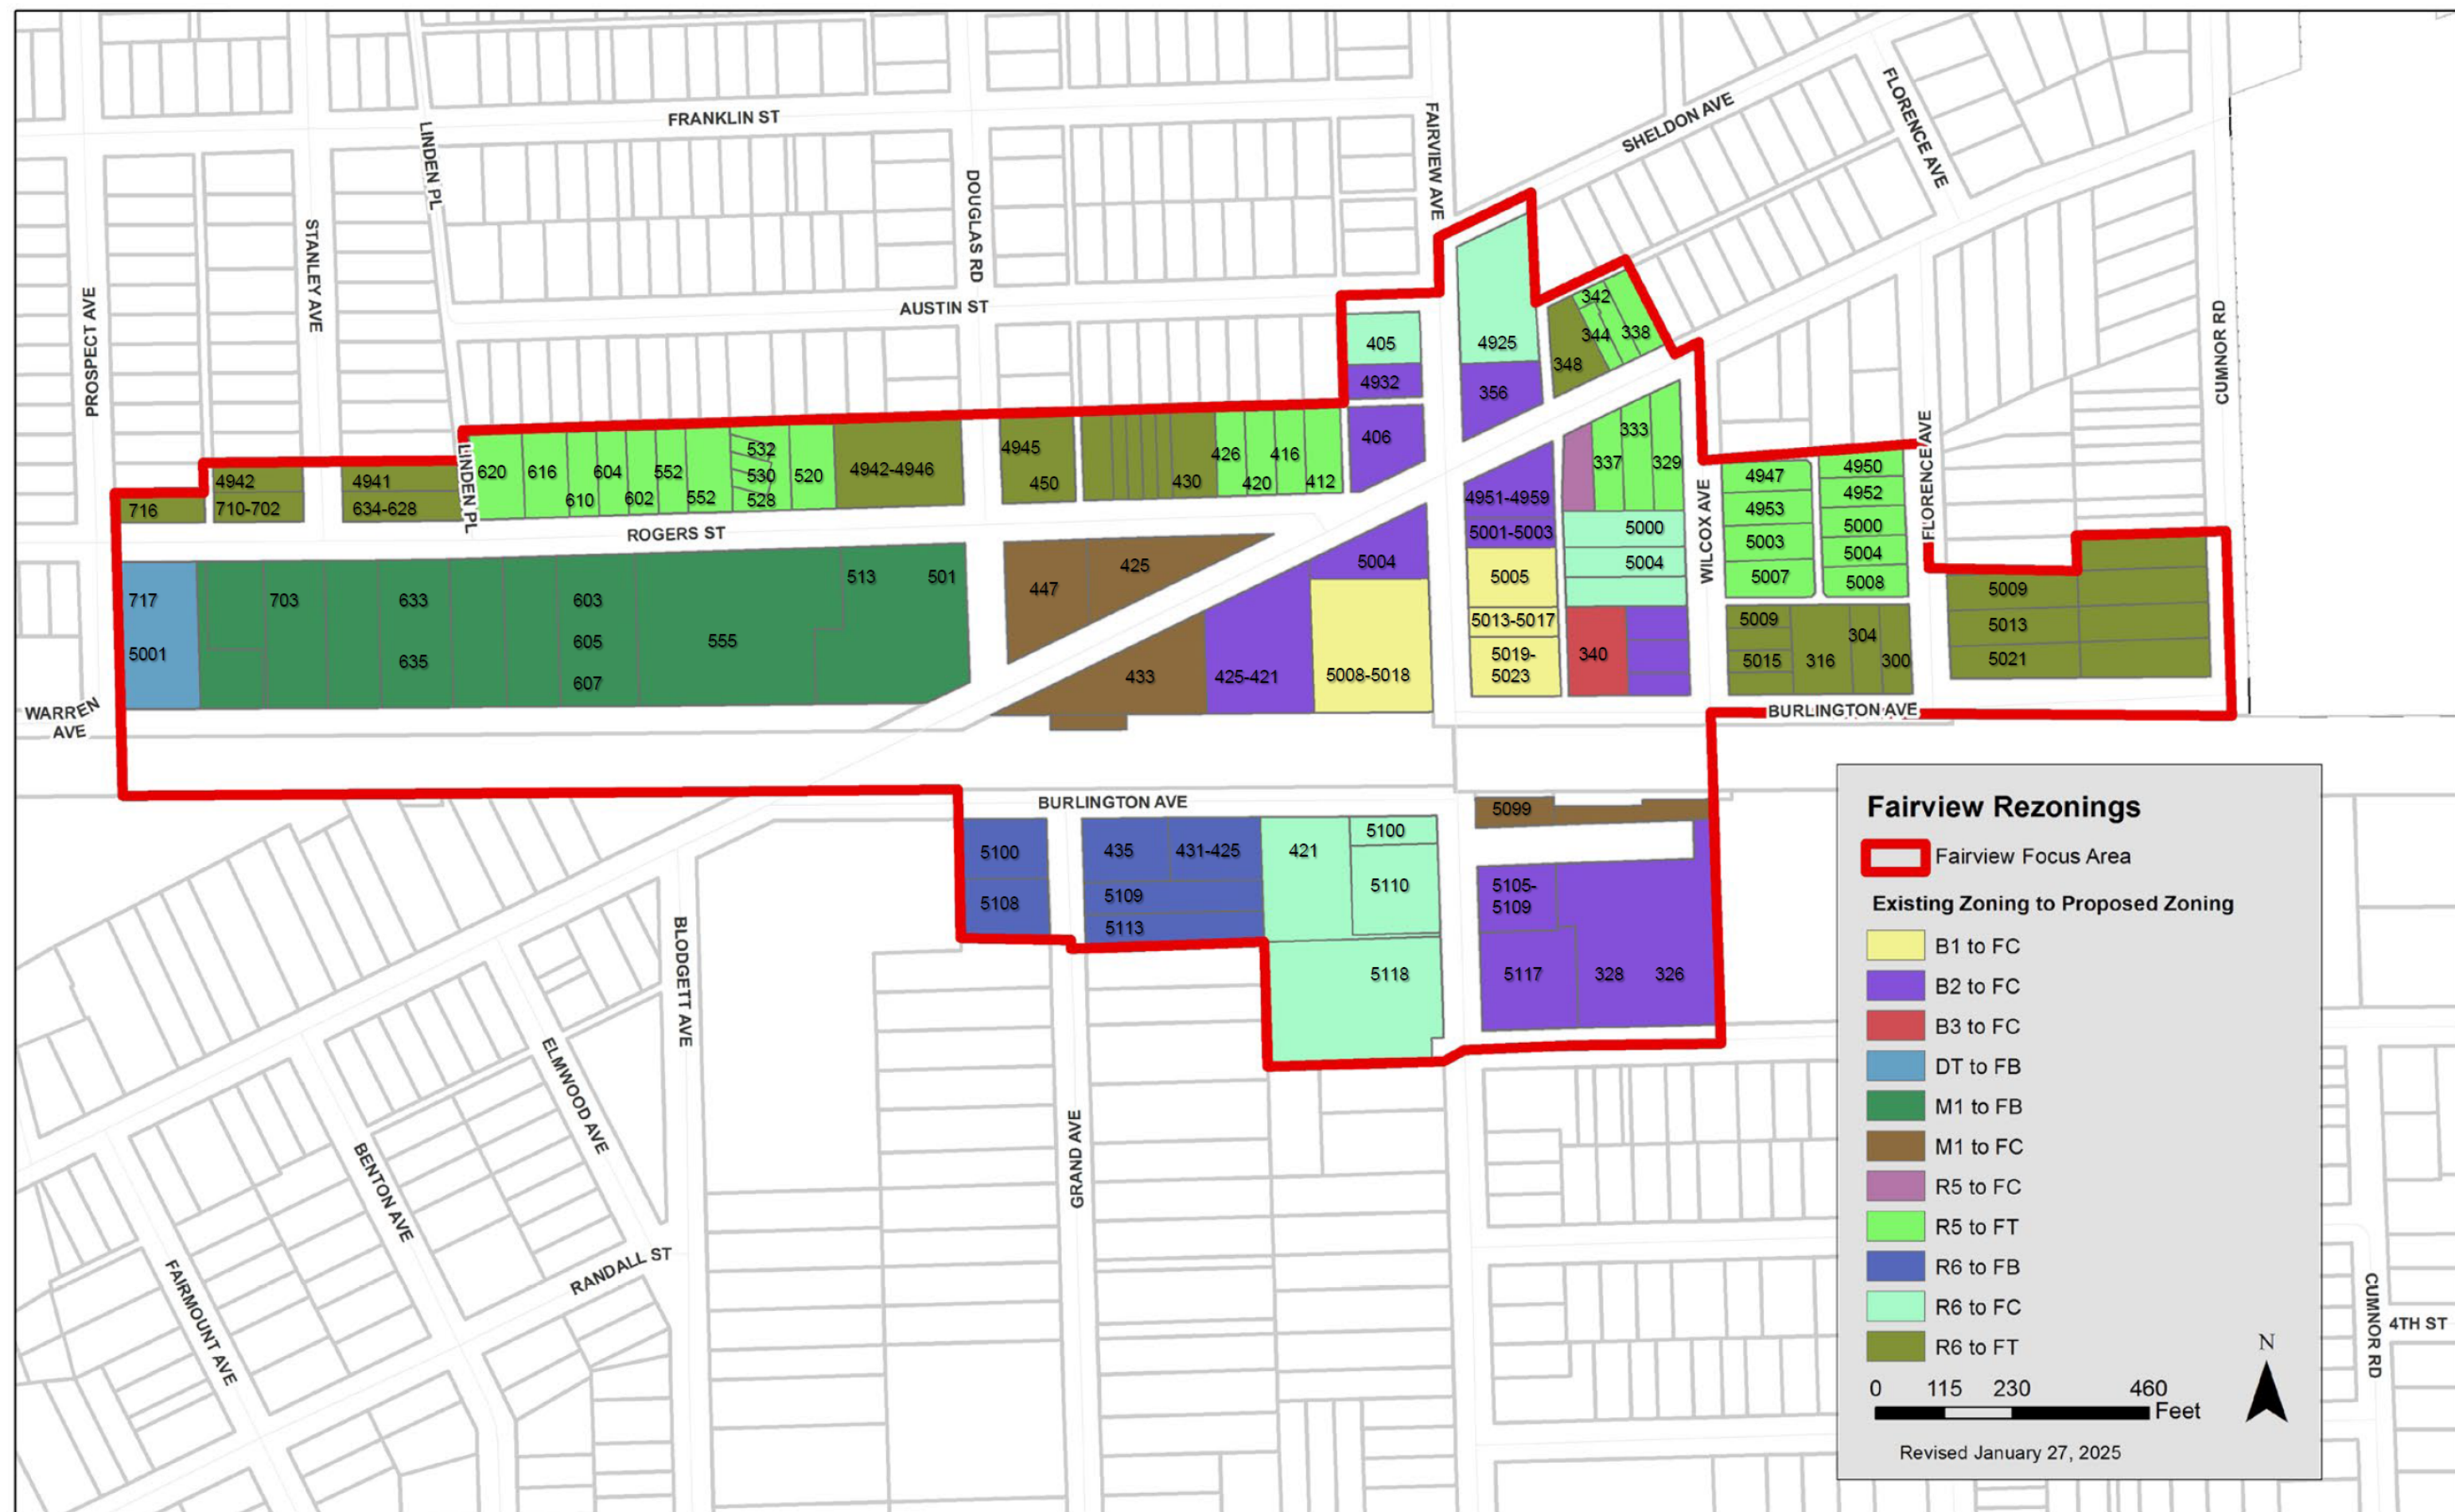 FRANKLIN ST
LINDEN PL
FAIRVIEW AVE
SHELDON AVE
FLORENCE AVE
DOUGLAS RD
STANLEY AVE
PROSPECT AVE
AUSTIN ST
CUMNOR RD
342
344
338
348
405
4925
4932
356
406
333
337
329
4945
450
430
426
420
416
412
LINDEN PL
620
616
610
604
602
552
552
532
530
528
520
4942-4946
4942
710-702
4941
634-628
716
ROGERS ST
4951-4959
5001-5003
WILCOX AVE
FLORENCE AVE
4947
4953
5003
5007
4950
4952
5000
5004
5008
5000
5004
5004
5005
5013-5017
5019-
5023
340
5009
5015
316
304
300
5009
5013
5021
717
5001
703
633
635
603
605
607
555
513
501
447
425
433
425-421
5008-5018
WARREN
AVE
BURLINGTON AVE
BURLINGTON AVE
5099
5100
5108
435
431-425
5109
5113
421
5100
5110
5118
5105-
5109
5117
328
326
BLODGETT AVE
ELMWOOD AVE
BENTON AVE
FAIRMOUNT AVE
RANDALL ST
GRAND AVE
CUMNOR RD
4TH ST
Fairview Rezonings
Fairview Focus Area
Existing Zoning to Proposed Zoning
B1 to FC
B2 to FC
B3 to FC
DT to FB
M1 to FB
M1 to FC
R5 to FC
R5 to FT
R6 to FB
R6 to FC
R6 to FT
N
0 115 230 460
Feet
Revised January 27, 2025